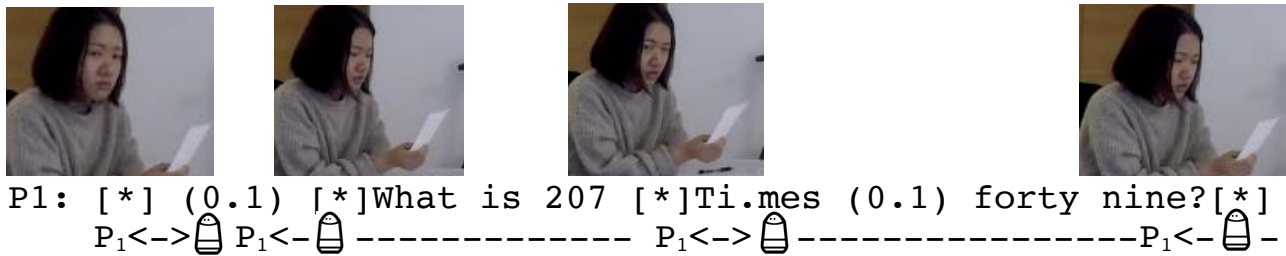 P1: [*] (0.1) [*]What is 207 [*]Ti.mes (0.1) forty nine?[*]
P₁<-> P₁<- ------------- P₁<-> ----------------P₁<- -